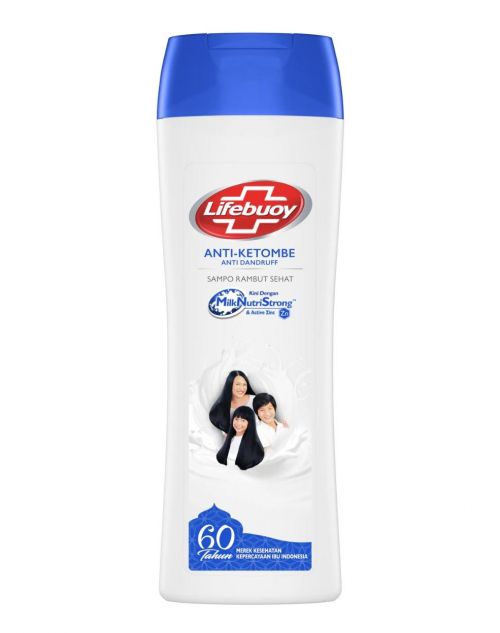 Lifebuoy
ANTI-KETOMBE
ANTI DANDRUFF
SAMPO RAMBUT SEHAT
Kini Dengan
MilkNutriStrong™
& Active Zinc Zn
60
Tahun
MEREK KESEHATAN
KEPERCAYAAN IBU INDONESIA